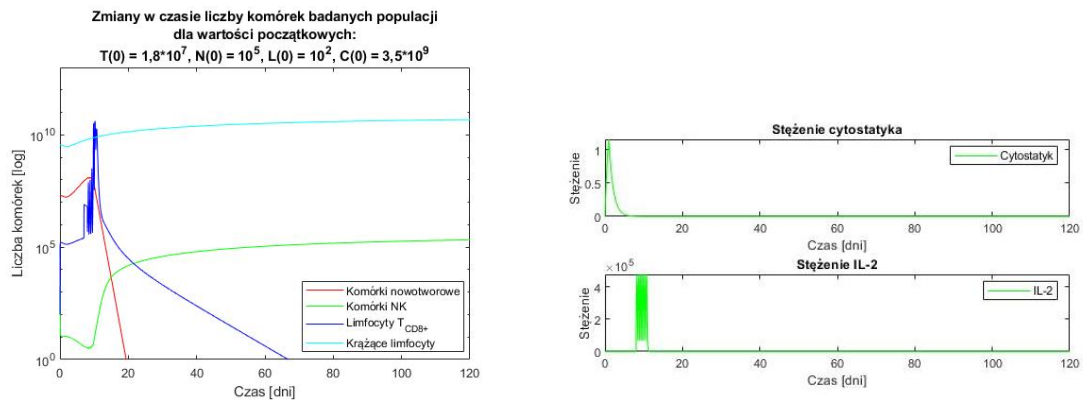 Zmiany w czasie liczby komórek badanych populacji
dla wartości początkowych:
T(0) = 1,8*10^7, N(0) = 10^5, L(0) = 10^2, C(0) = 3,5*10^9
Liczba komórek [log]
10^10
10^5
10^0
0 20 40 60 80 100 120
Czas [dni]
Komórki nowotworowe
Komórki NK
Limfocyty T_CD8+
Krążące limfocyty
Stężenie cytostatyka
Stężenie
1
0.5
0
0 20 40 60 80 100 120
Czas [dni]
Cytostatyk
Stężenie IL-2
×10^5
Stężenie
4
2
0
0 20 40 60 80 100 120
Czas [dni]
IL-2